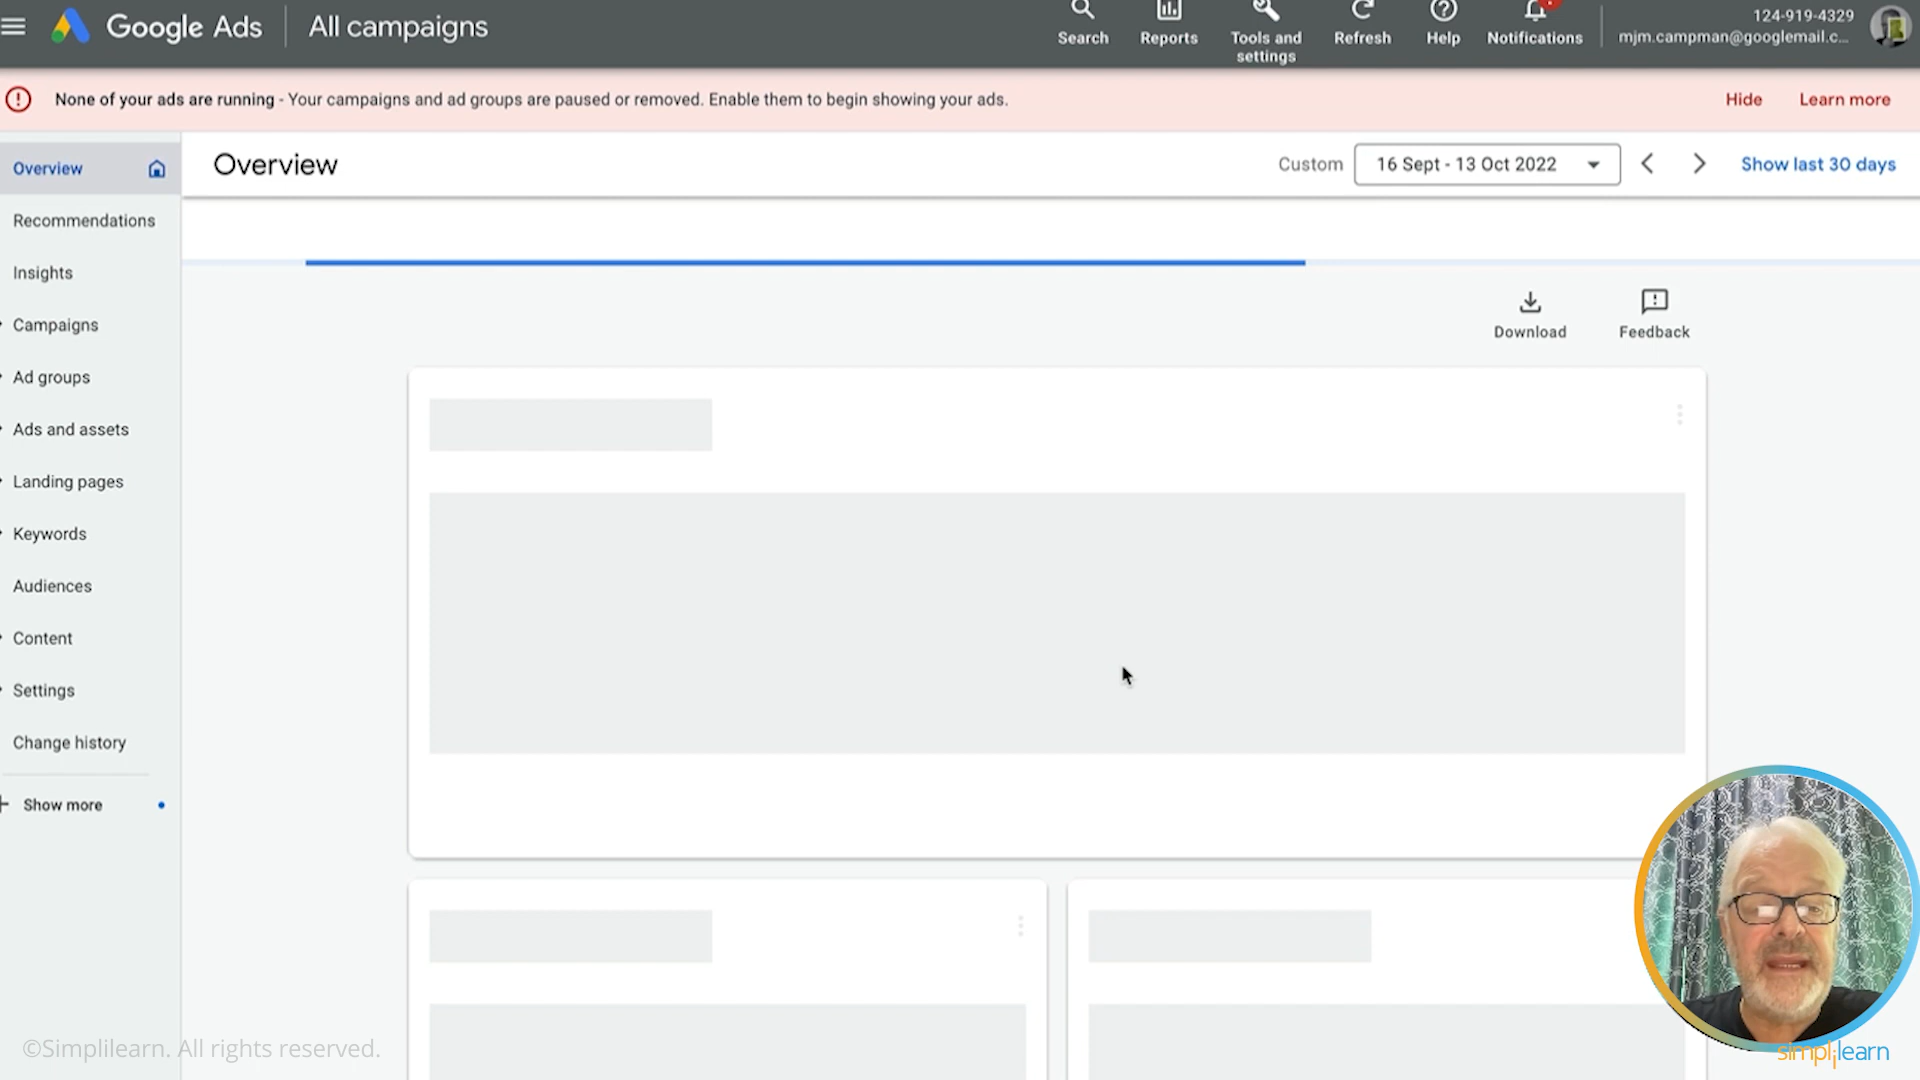 Google Ads
All campaigns
Search
Reports
Tools and
settings
Refresh
Help
Notifications
124-919-4329
mjm.campman@googlemail.c...
None of your ads are running - Your campaigns and ad groups are paused or removed. Enable them to begin showing your ads.
Hide
Learn more
Overview
Recommendations
Insights
Campaigns
Ad groups
Ads and assets
Landing pages
Keywords
Audiences
Content
Settings
Change history
Show more
Overview
Custom
16 Sept - 13 Oct 2022
Show last 30 days
Download
Feedback
©Simplilearn. All rights reserved.
simplilearn